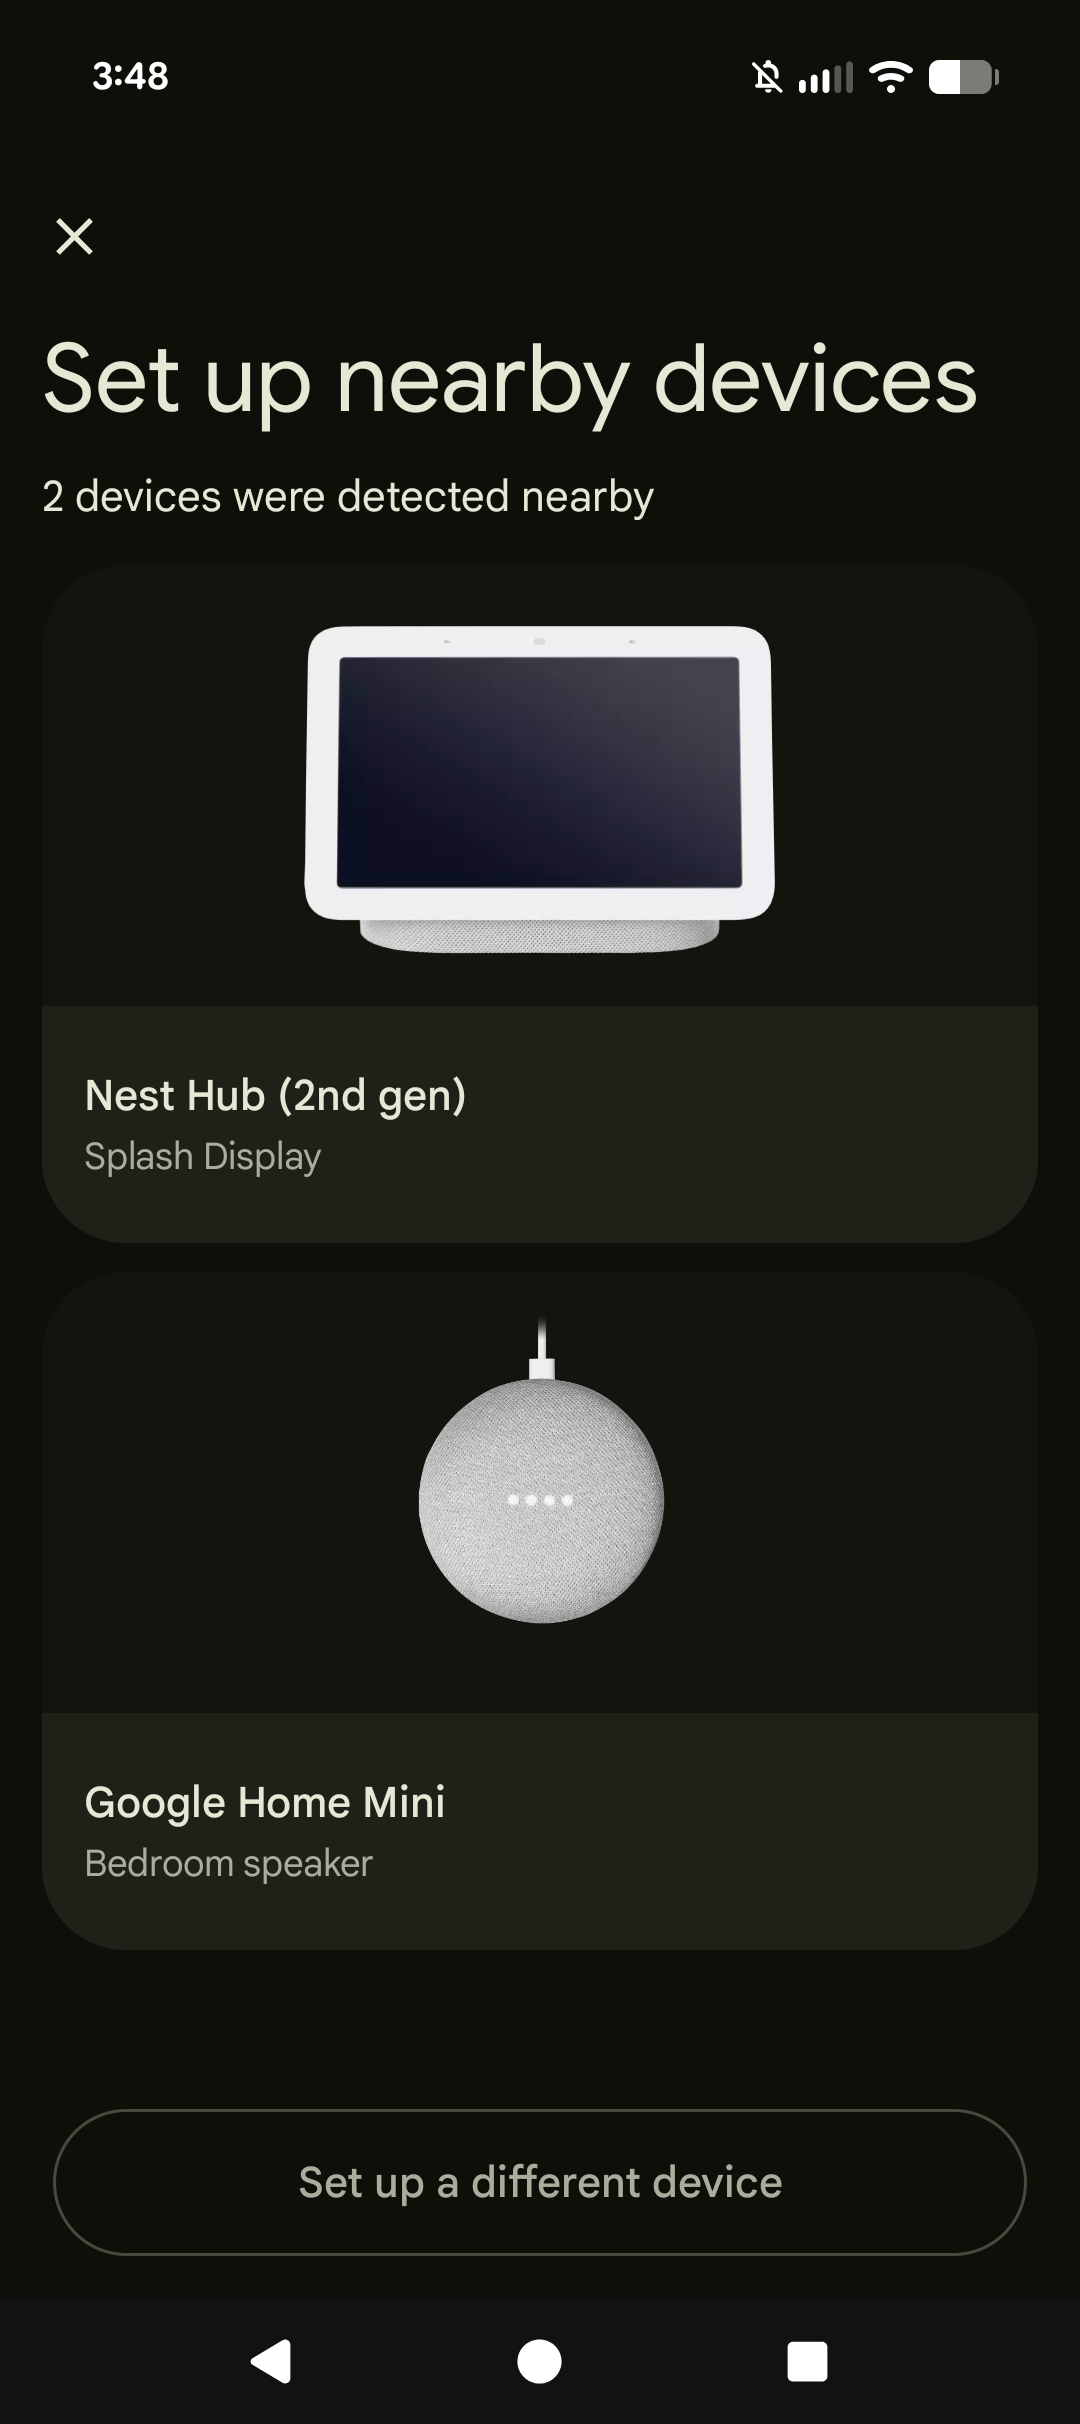 3:48
Set up nearby devices
2 devices were detected nearby
Nest Hub (2nd gen)
Splash Display
Google Home Mini
Bedroom speaker
Set up a different device